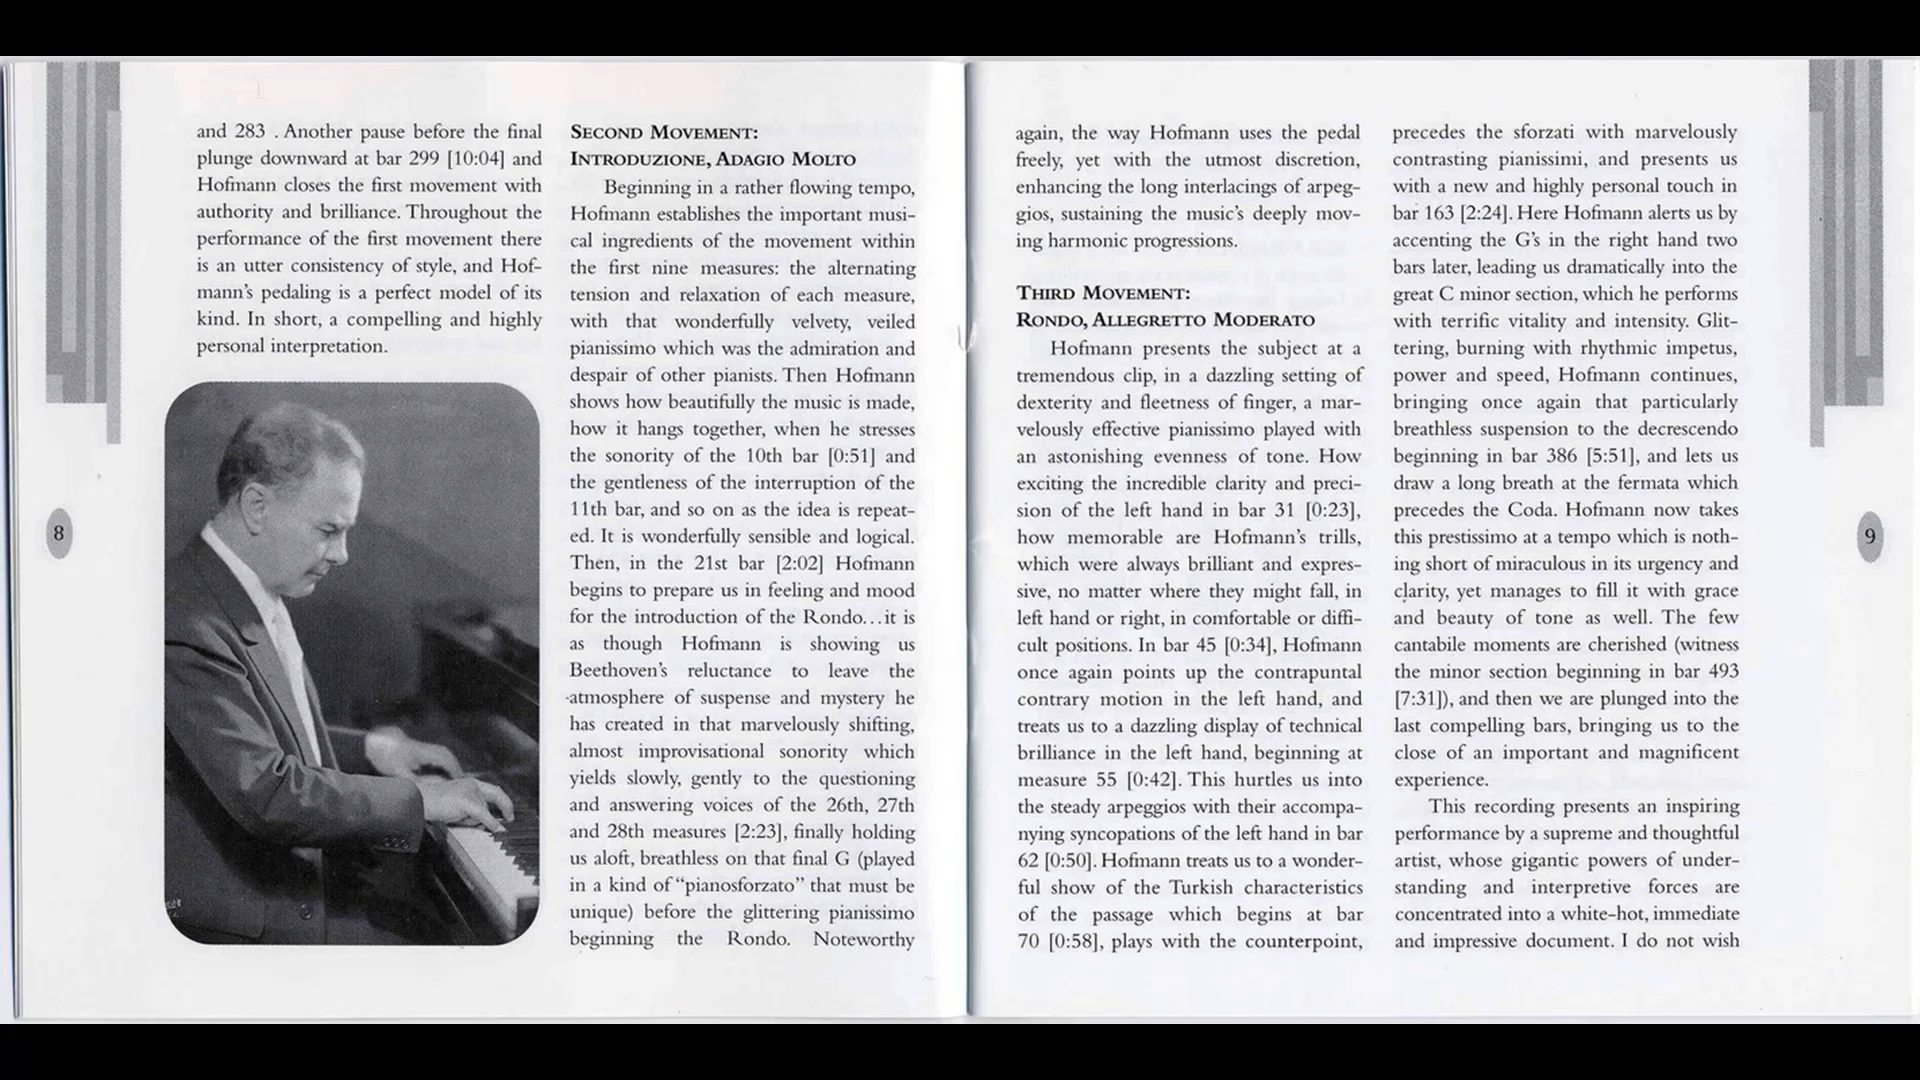 and 283 . Another pause before the final
plunge downward at bar 299 [10:04] and
Hofmann closes the first movement with
authority and brilliance. Throughout the
performance of the first movement there
is an utter consistency of style, and Hof-
mann's pedaling is a perfect model of its
kind. In short, a compelling and highly
personal interpretation.
8
SECOND MOVEMENT:
INTRODUZIONE, ADAGIO MOLTO
Beginning in a rather flowing tempo,
Hofmann establishes the important musi-
cal ingredients of the movement within
the first nine measures: the alternating
tension and relaxation of each measure,
with that wonderfully velvety, veiled
pianissimo which was the admiration and
despair of other pianists. Then Hofmann
shows how beautifully the music is made,
how it hangs together, when he stresses
the sonority of the 10th bar [0:51] and
the gentleness of the interruption of the
11th bar, and so on as the idea is repeat-
ed. It is wonderfully sensible and logical.
Then, in the 21st bar [2:02] Hofmann
begins to prepare us in feeling and mood
for the introduction of the Rondo…it is
as though Hofmann is showing us
Beethoven's reluctance to leave the
atmosphere of suspense and mystery he
has created in that marvelously shifting,
almost improvisational sonority which
yields slowly, gently to the questioning
and answering voices of the 26th, 27th
and 28th measures [2:23], finally holding
us aloft, breathless on that final G (played
in a kind of “pianosforzato” that must be
unique) before the glittering pianissimo
beginning the Rondo. Noteworthy
again, the way Hofmann uses the pedal
freely, yet with the utmost discretion,
enhancing the long interlacings of arpeg-
gios, sustaining the music's deeply mov-
ing harmonic progressions.
THIRD MOVEMENT:
RONDO, ALLEGRETTO MODERATO
Hofmann presents the subject at a
tremendous clip, in a dazzling setting of
dexterity and fleetness of finger, a mar-
velously effective pianissimo played with
an astonishing evenness of tone. How
exciting the incredible clarity and preci-
sion of the left hand in bar 31 [0:23],
how memorable are Hofmann's trills,
which were always brilliant and expres-
sive, no matter where they might fall, in
left hand or right, in comfortable or diffi-
cult positions. In bar 45 [0:34], Hofmann
once again points up the contrapuntal
contrary motion in the left hand, and
treats us to a dazzling display of technical
brilliance in the left hand, beginning at
measure 55 [0:42]. This hurtles us into
the steady arpeggios with their accompa-
nying syncopations of the left hand in bar
62 [0:50]. Hofmann treats us to a wonder-
ful show of the Turkish characteristics
of the passage which begins at bar
70 [0:58], plays with the counterpoint,
precedes the sforzati with marvelously
contrasting pianissimi, and presents us
with a new and highly personal touch in
bar 163 [2:24]. Here Hofmann alerts us by
accenting the G's in the right hand two
bars later, leading us dramatically into the
great C minor section, which he performs
with terrific vitality and intensity. Glit-
tering, burning with rhythmic impetus,
power and speed, Hofmann continues,
bringing once again that particularly
breathless suspension to the decrescendo
beginning in bar 386 [5:51], and lets us
draw a long breath at the fermata which
precedes the Coda. Hofmann now takes
this prestissimo at a tempo which is noth-
ing short of miraculous in its urgency and
clarity, yet manages to fill it with grace
and beauty of tone as well. The few
cantabile moments are cherished (witness
the minor section beginning in bar 493
[7:31]), and then we are plunged into the
last compelling bars, bringing us to the
close of an important and magnificent
experience.
This recording presents an inspiring
performance by a supreme and thoughtful
artist, whose gigantic powers of under-
standing and interpretive forces are
concentrated into a white-hot, immediate
and impressive document. I do not wish
9